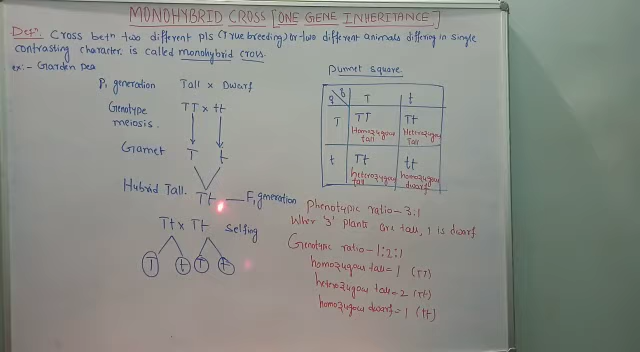 MONOHYBRID CROSS [ONE GENE INHERITANCE]
Defn:- Cross betn two different pls (True breeding) or two different animals differing in single
contrasting character is called monohybrid cross.
ex:- Garden Pea
P1 generation Tall x Dwarf
Genotype TT x tt
meiosis.
Gamet T t
Hybrid Tall. Tt F1 generation
Tt x Tt selfing
T t T t
Punnet square
♀ ♂ T t
T TT Tt
Homozygous tall Heterozygous Tall
t Tt tt
heterozygous tall homozygous dwarf
phenotypic ratio - 3:1
Wher '3' plants are tall, 1 is dwarf
Genotypic ratio - 1:2:1
homozygous tall = 1 (TT)
heterozygous tall = 2 (Tt)
homozygous dwarf = 1 (tt)